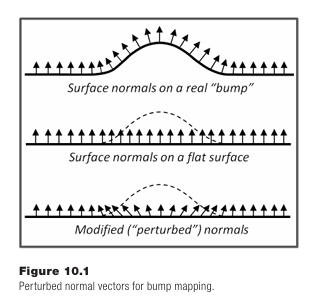 Surface normals on a real “bump”
Surface normals on a flat surface
Modified (“perturbed”) normals
Figure 10.1
Perturbed normal vectors for bump mapping.